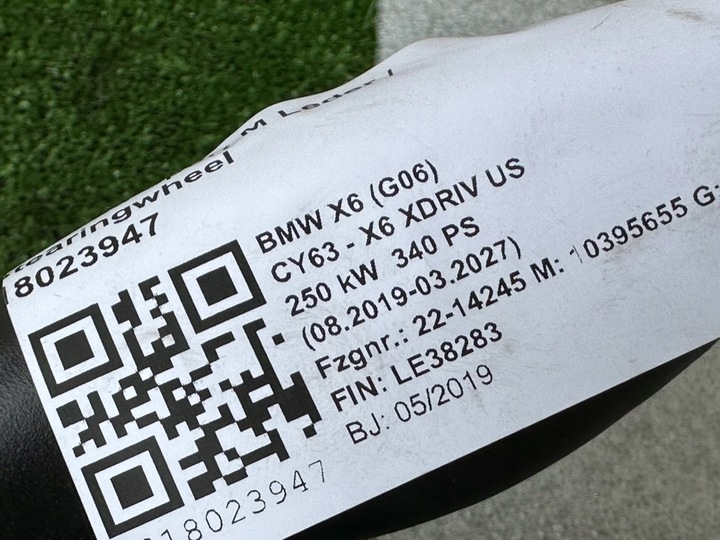 M Leder
earingwheel
18023947
BMW X6 (G06)
CY63 - X6 XDRIV US
250 kW 340 PS
(08.2019-03.2027)
Fzgnr.: 22-14245 M: 10395655 G:
FIN: LE38283
BJ: 05/2019
18023947